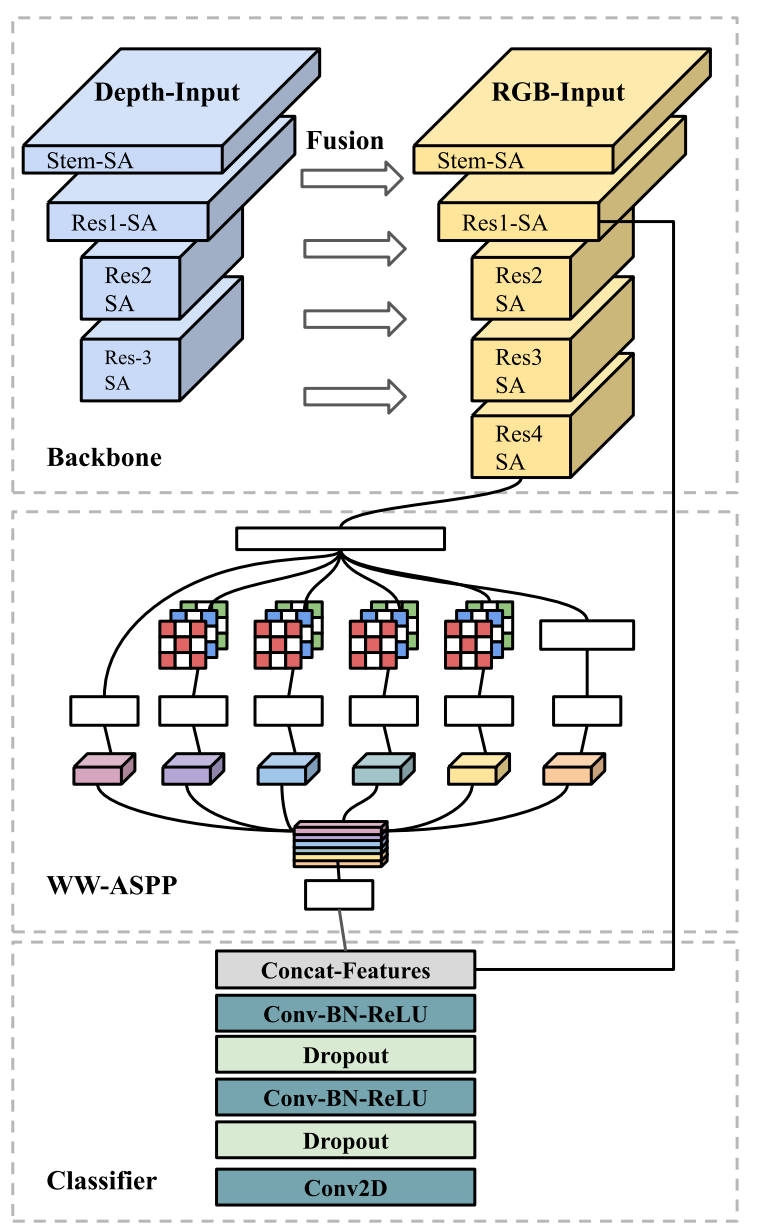 Depth-Input
Stem-SA
Res1-SA
Res2
SA
Res-3
SA
Fusion
RGB-Input
Stem-SA
Res1-SA
Res2
SA
Res3
SA
Res4
SA
Backbone
WW-ASPP
Concat-Features
Conv-BN-ReLU
Dropout
Conv-BN-ReLU
Dropout
Conv2D
Classifier